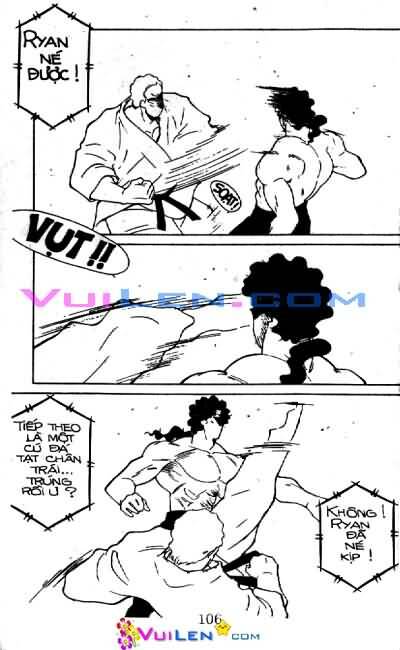 RYAN
NÉ
ĐƯỢC!
SOẠT!
VỤT!!
VuiLen.com
TIẾP THEO
LÀ MỘT
CÚ ĐÁ
TẠT CHÂN
TRÁI...
TRÚNG
RỒI Ư?
KHÔNG!
RYAN
ĐÃ
NÉ
KỊP!
106
VuiLen.com